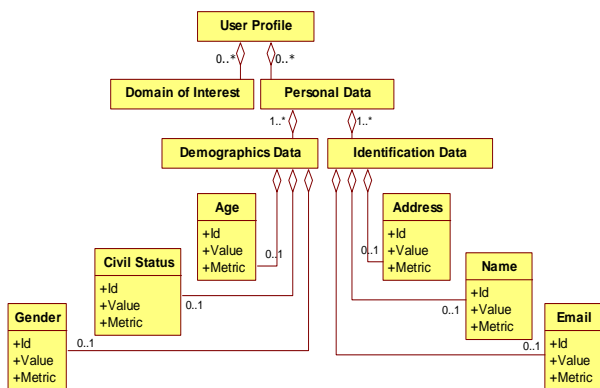 User Profile
0..*
0..*
Domain of Interest
Personal Data
1..*
1..*
Demographics Data
Identification Data
Age
+Id
+Value
+Metric
0..1
Address
+Id
+Value
+Metric
0..1
Civil Status
+Id
+Value
+Metric
0..1
Name
+Id
+Value
+Metric
0..1
Gender
+Id
+Value
+Metric
0..1
Email
+Id
+Value
+Metric
0..1